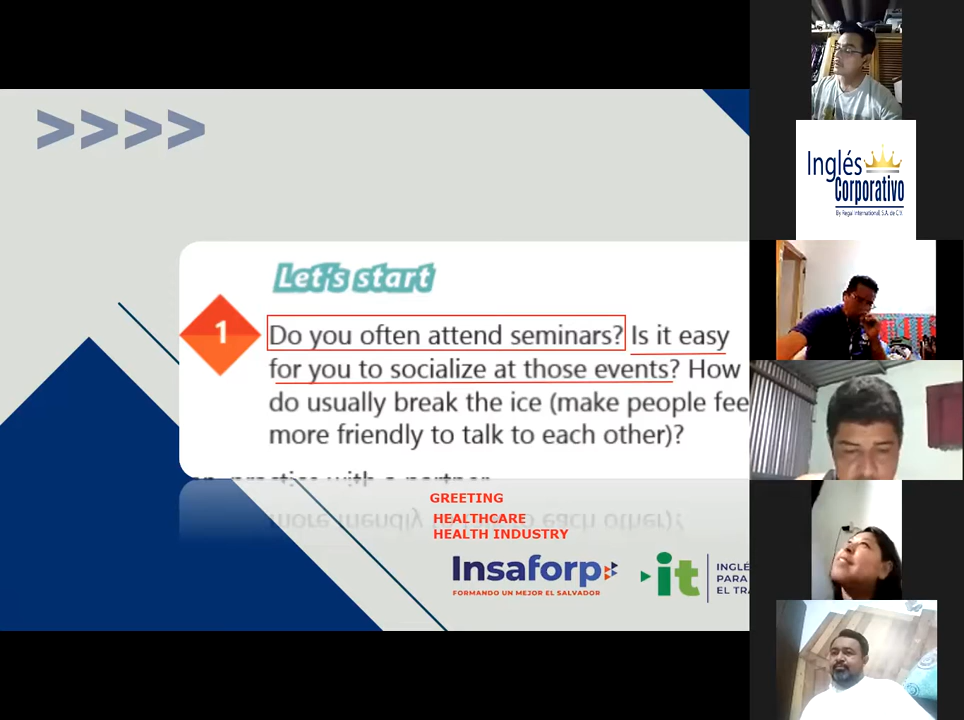 >>>>
Let's start
1
Do you often attend seminars? Is it easy
for you to socialize at those events? How
do usually break the ice (make people fee
more friendly to talk to each other)?
GREETING
HEALTHCARE
HEALTH INDUSTRY
Insaforp
FORMANDO UN MEJOR EL SALVADOR
it
INGLÉ
PARA
EL TRA
Inglés
Corporativo
By Regal International S.A. de C.V.